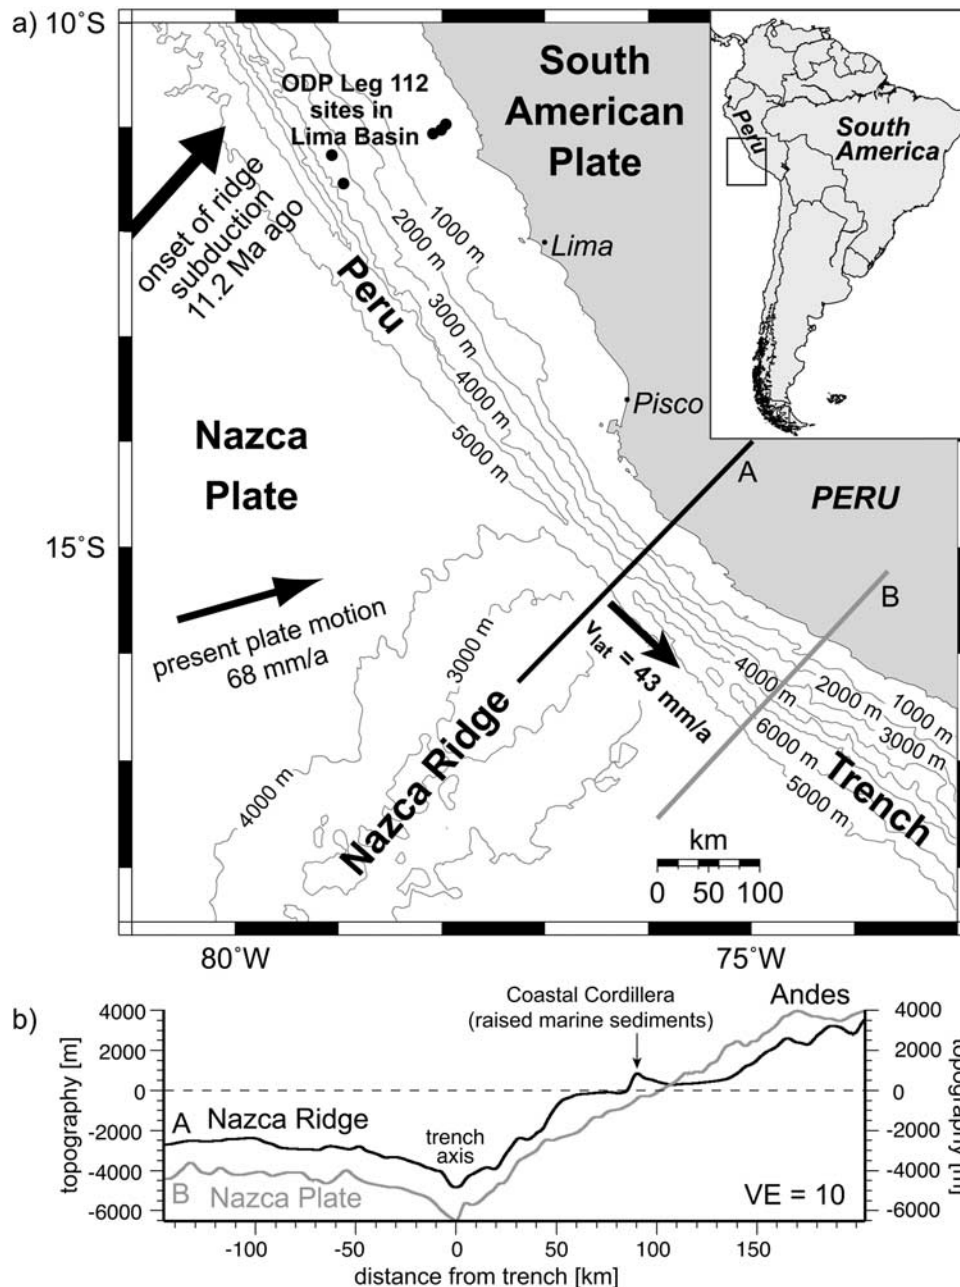 a)
10°S
15°S
80°W
75°W
ODP Leg 112
sites in
Lima Basin
South
American
Plate
Peru
South
America
onset of ridge
subduction
11.2 Ma ago
1000 m
2000 m
3000 m
4000 m
5000 m
Peru
Lima
Pisco
Nazca
Plate
A
PERU
B
present plate motion
68 mm/a
3000 m
4000 m
v_lat = 43 mm/a
Nazca Ridge
4000 m
2000 m
1000 m
3000 m
6000 m
5000 m
Trench
km
0 50 100
b)
Coastal Cordillera
(raised marine sediments)
Andes
topography [m]
4000
2000
0
-2000
-4000
-6000
A Nazca Ridge
trench
axis
B Nazca Plate
VE = 10
4000
2000
0
-2000
-4000
-6000
topography [m]
-100 -50 0 50 100 150
distance from trench [km]